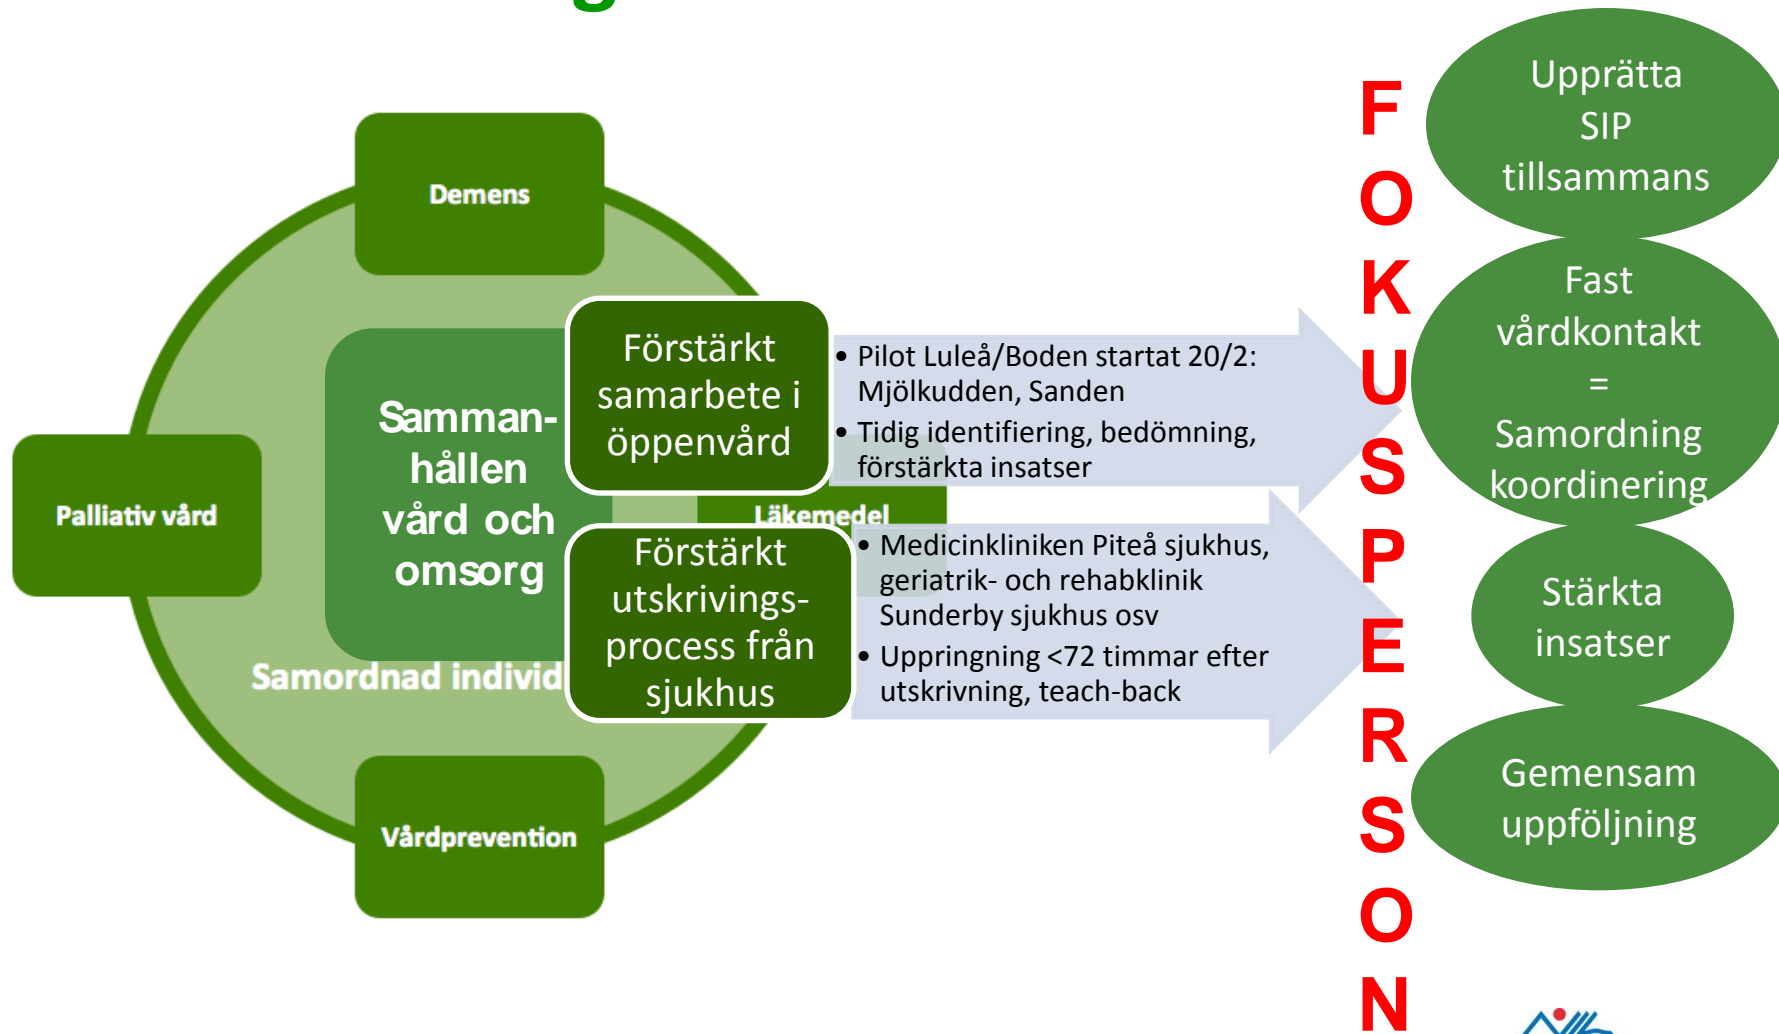 g
Demens
Palliativ vård
Samman-
hållen
vård och
omsorg
Samordnad individ
Läkemedel
Vårdprevention
Förstärkt
samarbete i
öppenvård
• Pilot Luleå/Boden startat 20/2:
Mjölkudden, Sanden
• Tidig identifiering, bedömning,
förstärkta insatser
Förstärkt
utskrivings-
process från
sjukhus
• Medicinkliniken Piteå sjukhus,
geriatrik- och rehabklinik
Sunderby sjukhus osv
• Uppringning <72 timmar efter
utskrivning, teach-back
F
O
K
U
S
P
E
R
S
O
N
Upprätta
SIP
tillsammans
Fast
vårdkontakt
=
Samordning
koordinering
Stärkta
insatser
Gemensam
uppföljning